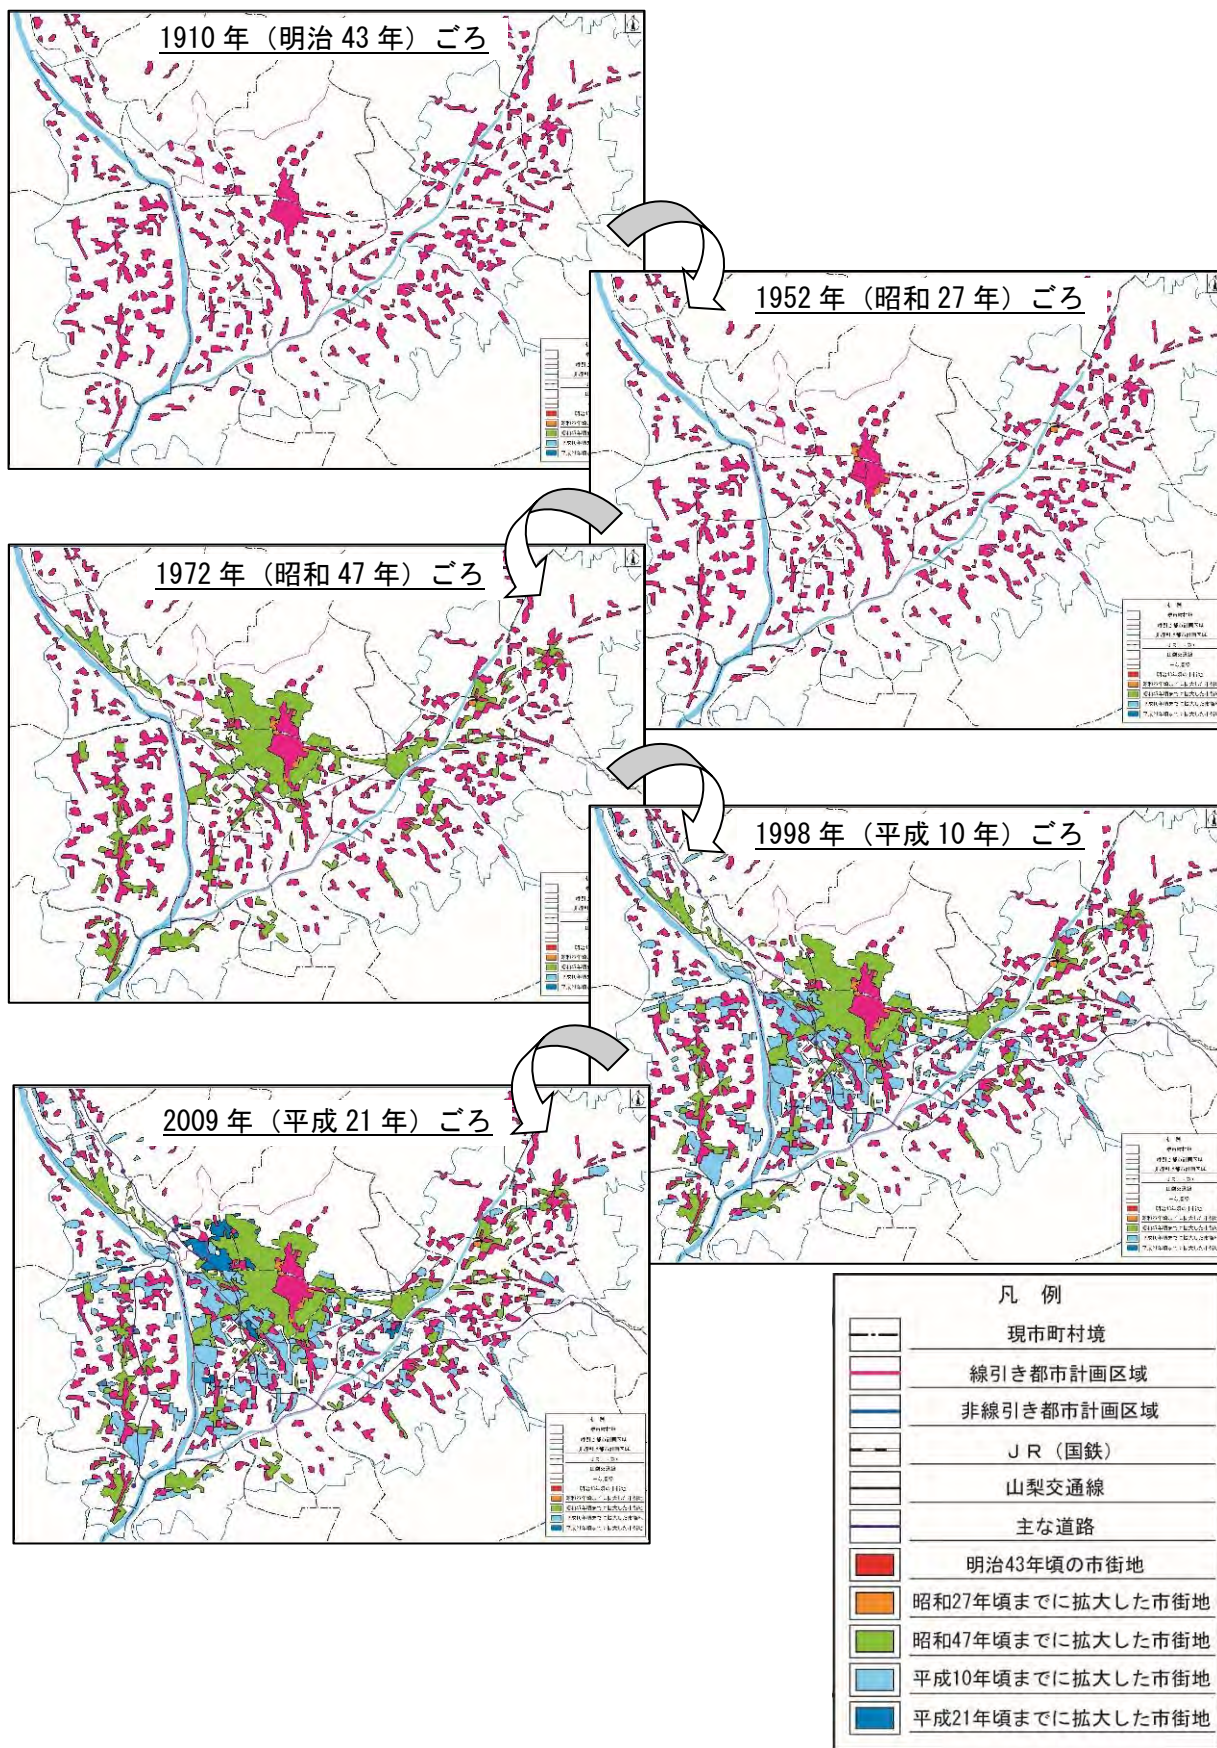 1910 年（明治 43 年）ごろ
1952 年（昭和 27 年）ごろ
1972 年（昭和 47 年）ごろ
1998 年（平成 10 年）ごろ
2009 年（平成 21 年）ごろ
凡 例
現市町村境
線引き都市計画区域
非線引き都市計画区域
ＪＲ（国鉄）
山梨交通線
主な道路
明治43年頃の市街地
昭和27年頃までに拡大した市街地
昭和47年頃までに拡大した市街地
平成10年頃までに拡大した市街地
平成21年頃までに拡大した市街地